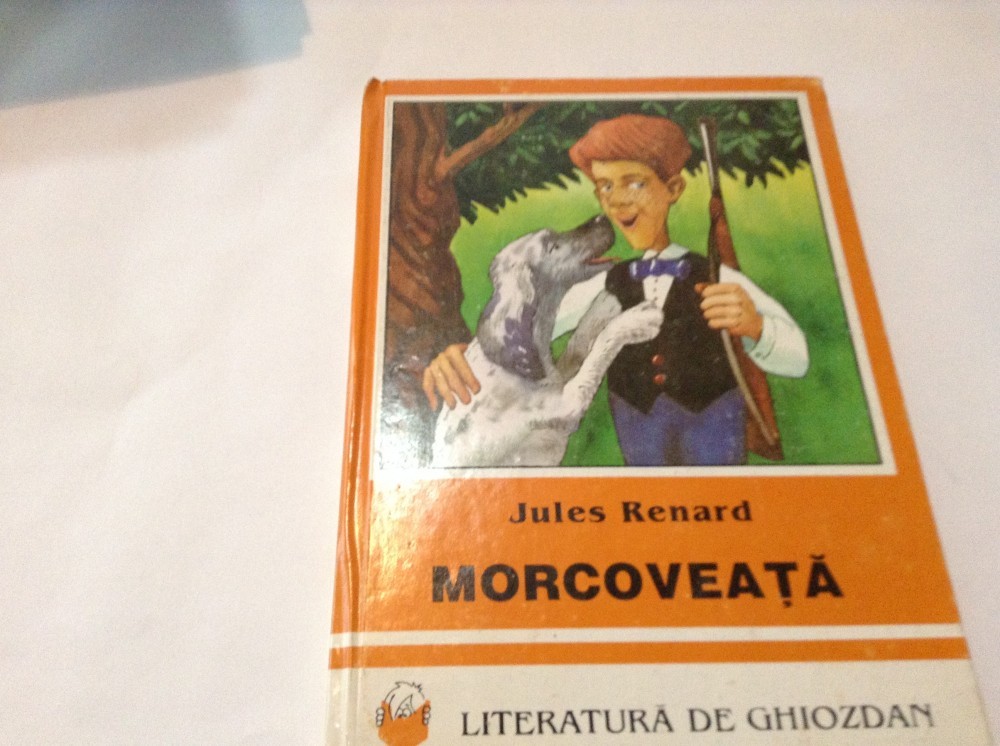 Jules Renard
MORCOVEAȚĂ
LITERATURĂ DE GHIOZDAN